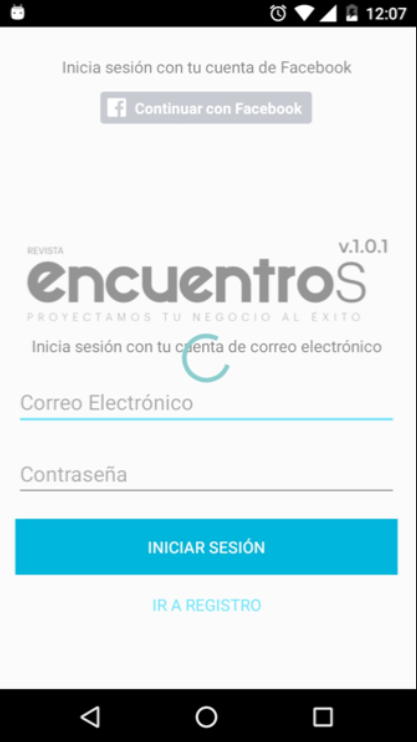 12:07
Inicia sesión con tu cuenta de Facebook
Continuar con Facebook
v.1.0.1
REVISTA
encuentros
PROYECTAMOS TU NEGOCIO AL ÉXITO
Inicia sesión con tu cuenta de correo electrónico
Correo Electrónico
Contraseña
INICIAR SESIÓN
IR A REGISTRO